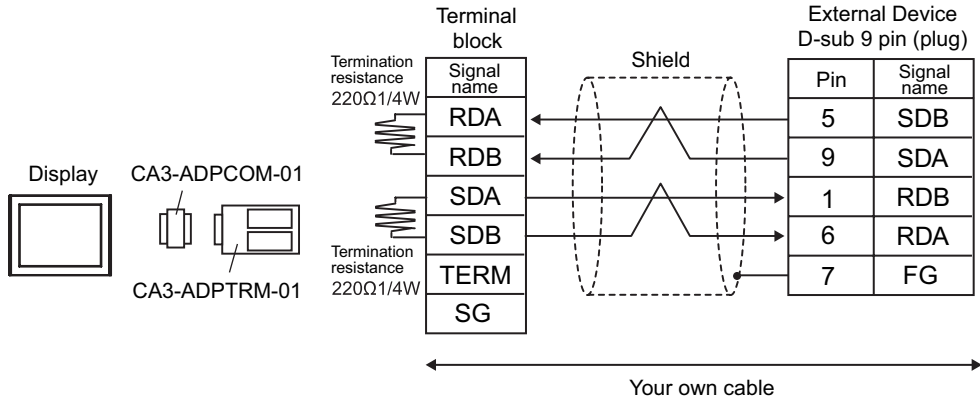 Terminal
block
External Device
D-sub 9 pin (plug)
Termination
resistance
220Ω1/4W
Signal
name
Shield
Pin
Signal
name
RDA
5
SDB
RDB
9
SDA
Display
CA3-ADPCOM-01
SDA
1
RDB
SDB
6
RDA
Termination
resistance
220Ω1/4W
CA3-ADPTRM-01
TERM
7
FG
SG
Your own cable